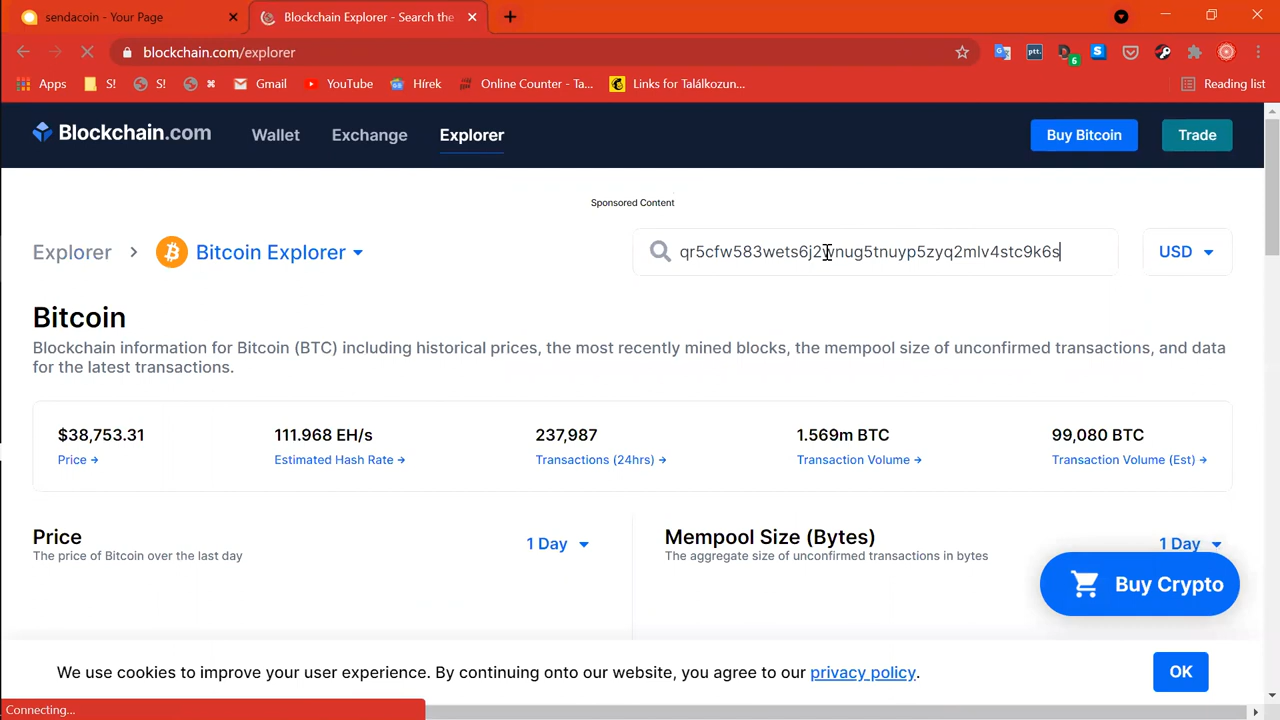 sendacoin - Your Page
Blockchain Explorer - Search the
blockchain.com/explorer
ptt.
6
S
Apps
S!
S!
Gmail
YouTube
Hírek
Online Counter - Ta...
Links for Találkozun...
Reading list
Blockchain.com
Wallet
Exchange
Explorer
Buy Bitcoin
Trade
Sponsored Content
Explorer
Bitcoin Explorer
qr5cfw583wets6j2wnug5tnuyp5zyq2mlv4stc9k6s
USD
Bitcoin
Blockchain information for Bitcoin (BTC) including historical prices, the most recently mined blocks, the mempool size of unconfirmed transactions, and data
for the latest transactions.
$38,753.31
111.968 EH/s
237,987
1.569m BTC
99,080 BTC
Price →
Estimated Hash Rate →
Transactions (24hrs) →
Transaction Volume →
Transaction Volume (Est) →
Price
1 Day
The price of Bitcoin over the last day
Mempool Size (Bytes)
1 Day
The aggregate size of unconfirmed transactions in bytes
Buy Crypto
We use cookies to improve your user experience. By continuing onto our website, you agree to our privacy policy.
OK
Connecting...